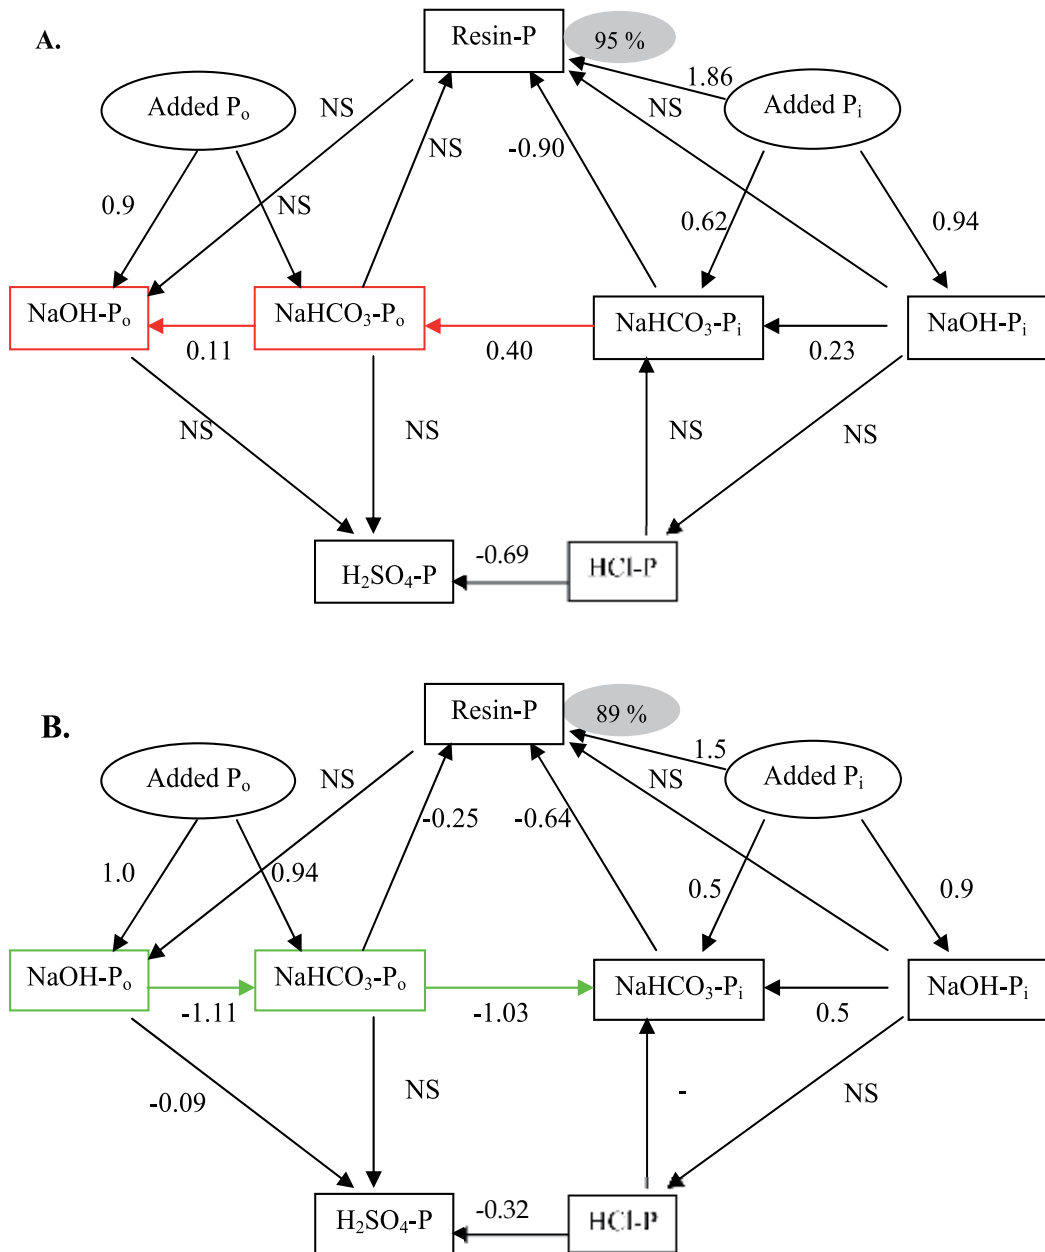 A.
Resin-P
95 %
Added Pₒ
NS
NS
-0.90
1.86
NS
Added Pᵢ
0.9
NS
0.62
0.94
NaOH-Pₒ
NaHCO₃-Pₒ
NaHCO₃-Pᵢ
NaOH-Pᵢ
0.11
0.40
0.23
NS
NS
NS
NS
H₂SO₄-P
-0.69
HCl-P
B.
Resin-P
89 %
Added Pₒ
NS
-0.25
-0.64
1.5
NS
Added Pᵢ
1.0
0.94
0.5
0.9
NaOH-Pₒ
NaHCO₃-Pₒ
NaHCO₃-Pᵢ
NaOH-Pᵢ
-1.11
-1.03
0.5
-0.09
NS
-
NS
H₂SO₄-P
-0.32
HCl-P